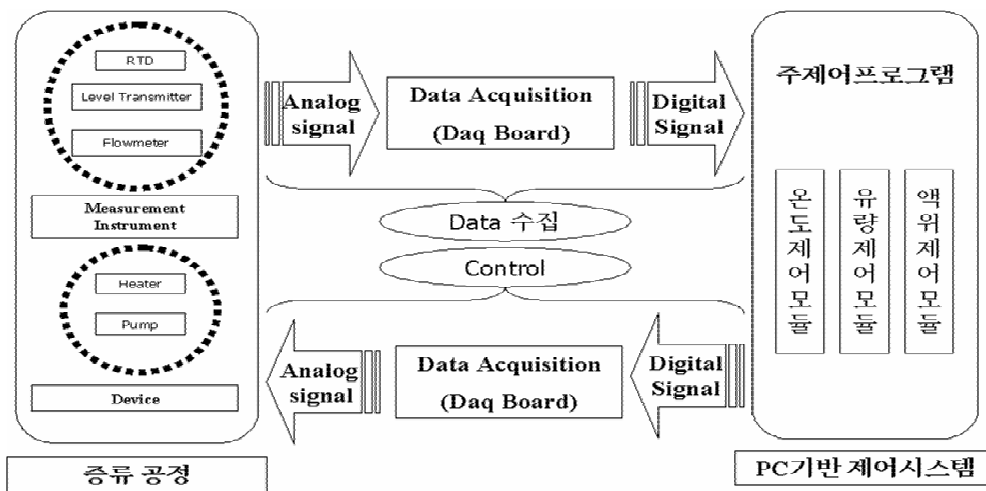 RTD
Level Transmitter
Flowmeter
Measurement
Instrument
Heater
Pump
Device
증류 공정
Analog
signal
Data Acquisition
(Daq Board)
Digital
Signal
Data 수집
Control
Analog
signal
Data Acquisition
(Daq Board)
Digital
Signal
주제어프로그램
온도제어모듈
유량제어모듈
액위제어모듈
PC기반 제어시스템